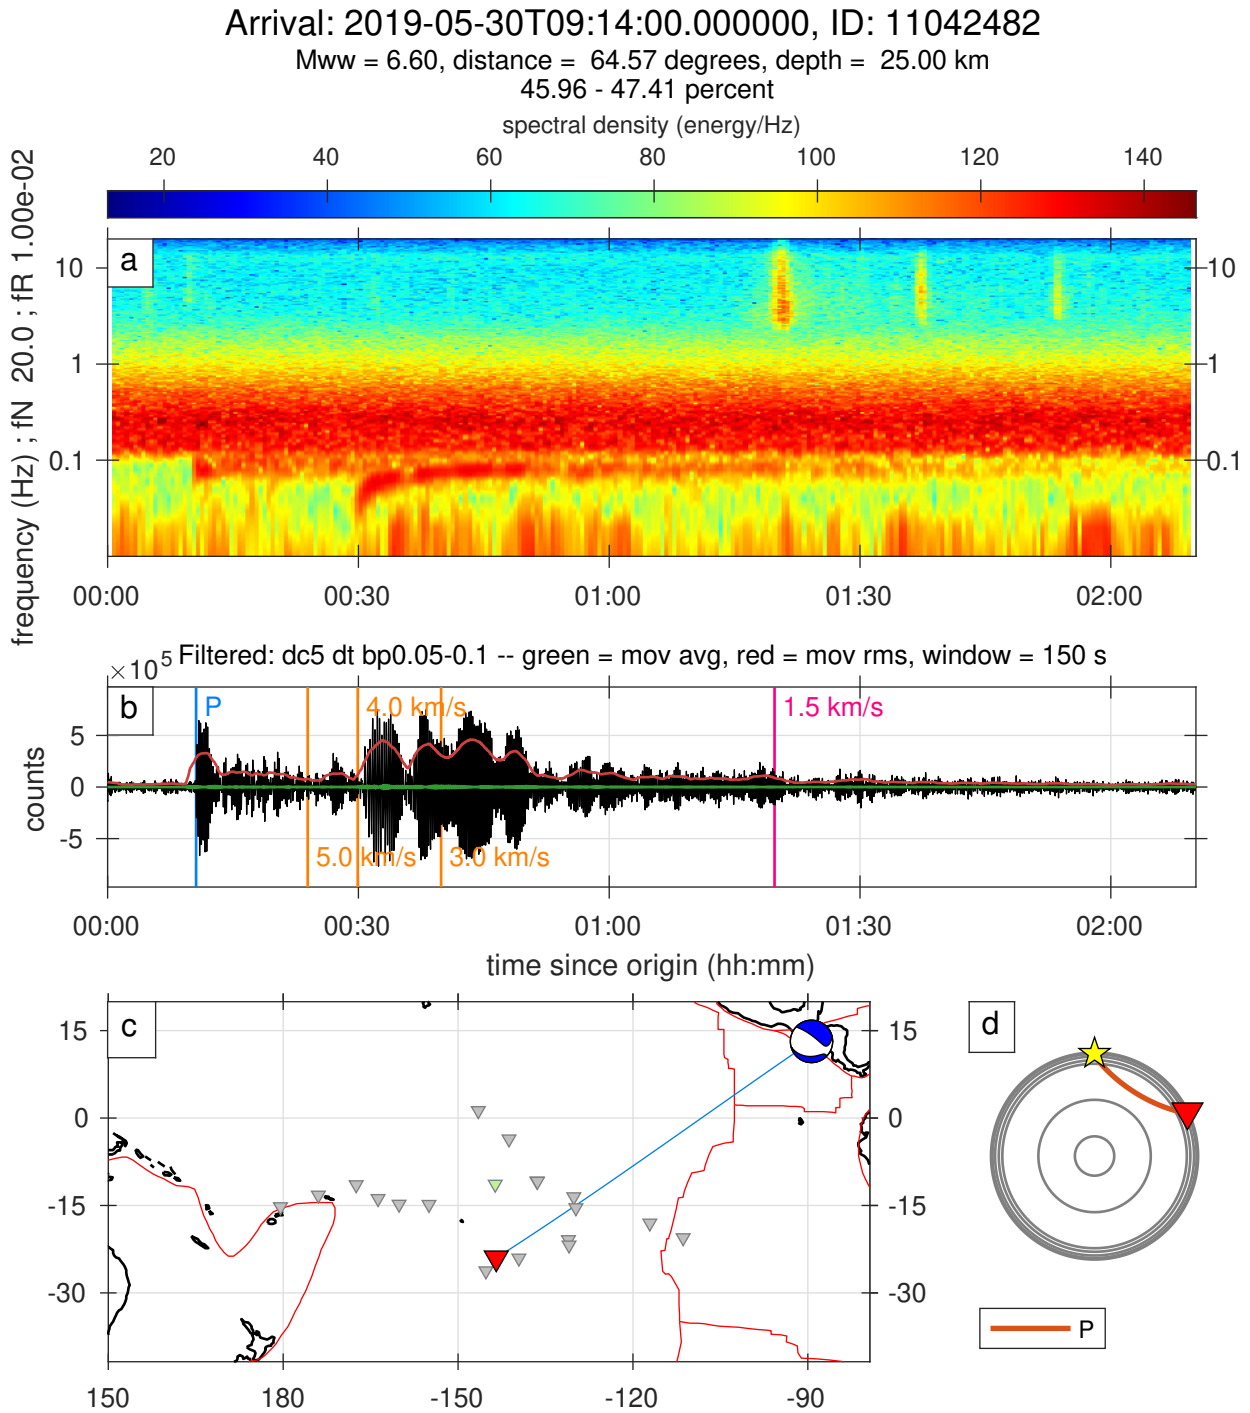 Arrival: 2019-05-30T09:14:00.000000, ID: 11042482
Mww = 6.60, distance = 64.57 degrees, depth = 25.00 km
45.96 - 47.41 percent
spectral density (energy/Hz)
20 40 60 80 100 120 140
frequency (Hz) ; fN 20.0 ; fR 1.00e-02
a
10 10
1 1
0.1 0.1
00:00 00:30 01:00 01:30 02:00
×10^5 Filtered: dc5 dt bp0.05-0.1 -- green = mov avg, red = mov rms, window = 150 s
b
P 4.0 km/s 1.5 km/s
5
0
-5
counts
5.0 km/s 3.0 km/s
00:00 00:30 01:00 01:30 02:00
time since origin (hh:mm)
c d
15 15
0 0
-15 -15
-30 -30
P
150 180 -150 -120 -90